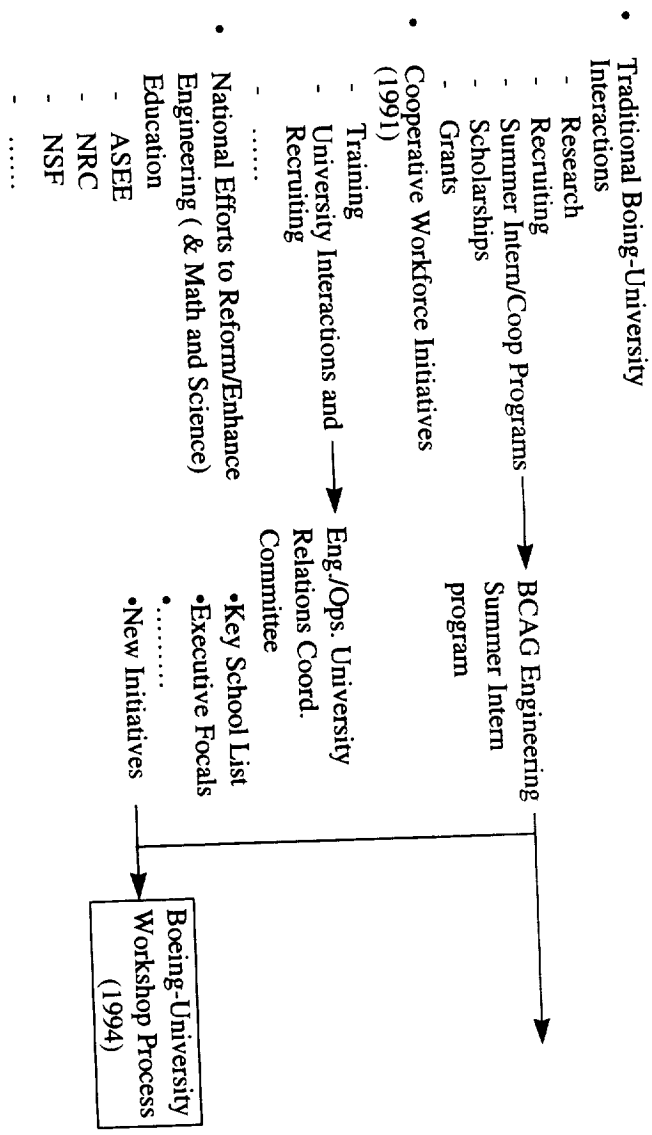 • Traditional Boing-University
Interactions
- Research
- Recruiting
- Summer Intern/Coop Programs
- Scholarships
- Grants
• Cooperative Workforce Initiatives
(1991)
- Training
- University Interactions and
Recruiting
- ......
• National Efforts to Reform/Enhance
Engineering ( & Math and Science)
Education
- ASEE
- NRC
- NSF
- ......
BCAG Engineering
Summer Intern
program
Eng./Ops. University
Relations Coord.
Committee
•Key School List
•Executive Focals
•.........
•New Initiatives
Boeing-University
Workshop Process
(1994)